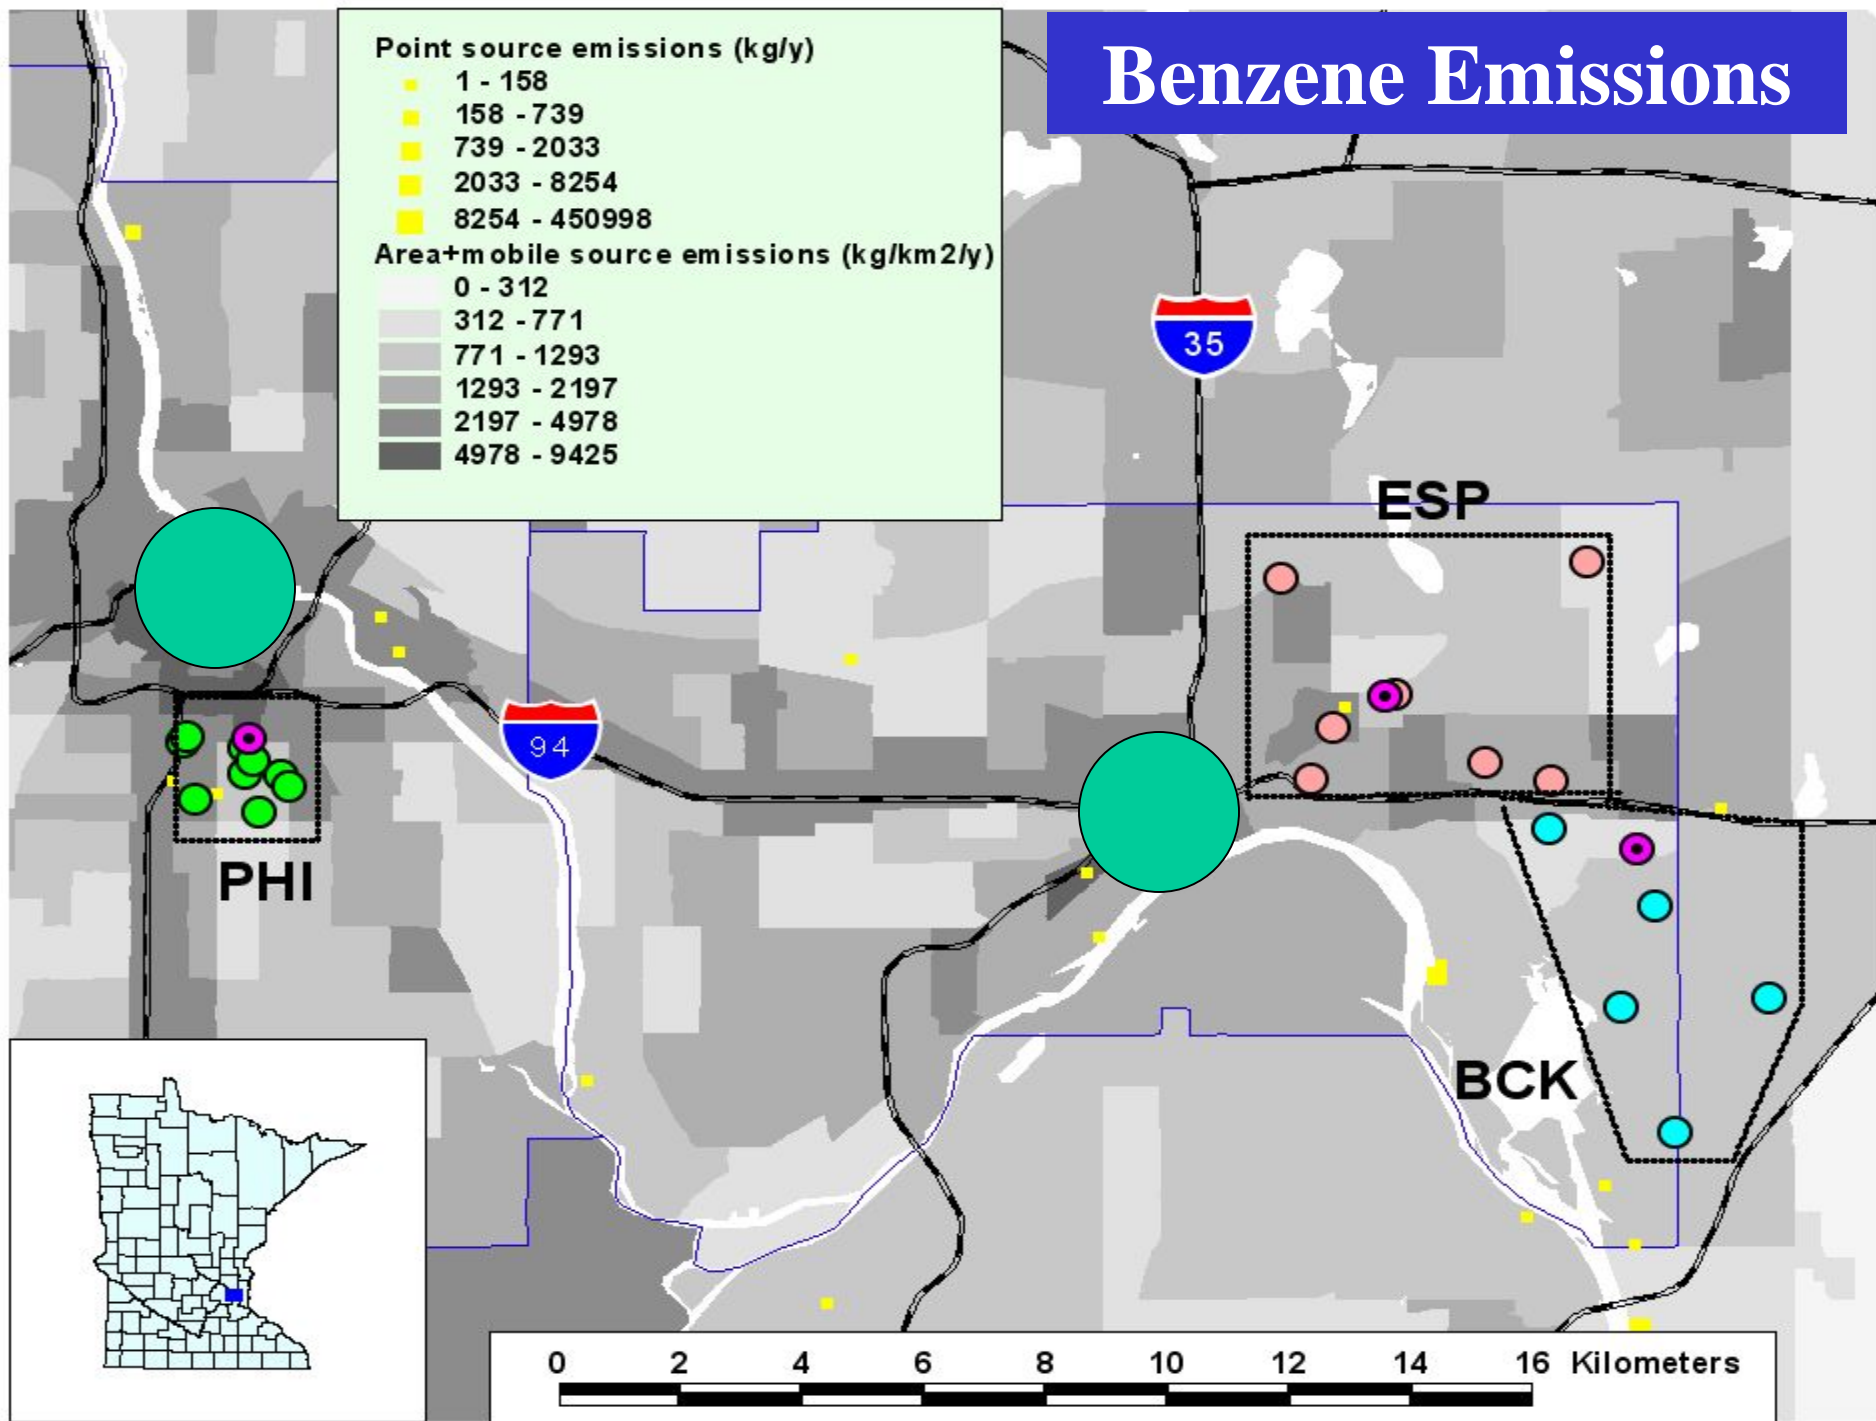 Benzene Emissions
Point source emissions (kg/y)
1 - 158
158 - 739
739 - 2033
2033 - 8254
8254 - 450998
Area+mobile source emissions (kg/km2/y)
0 - 312
312 - 771
771 - 1293
1293 - 2197
2197 - 4978
4978 - 9425
35
ESP
94
PHI
BCK
0 2 4 6 8 10 12 14 16 Kilometers